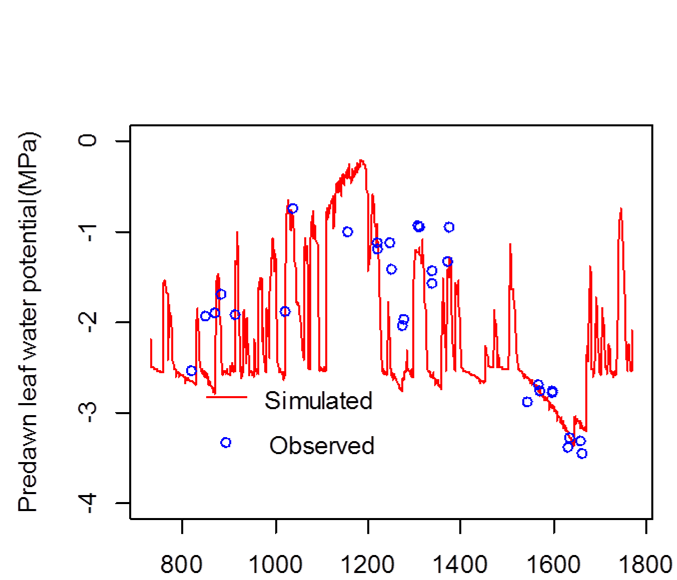 Predawn leaf water potential(MPa)
0
-1
-2
-3
-4
Simulated
Observed
800 1000 1200 1400 1600 1800